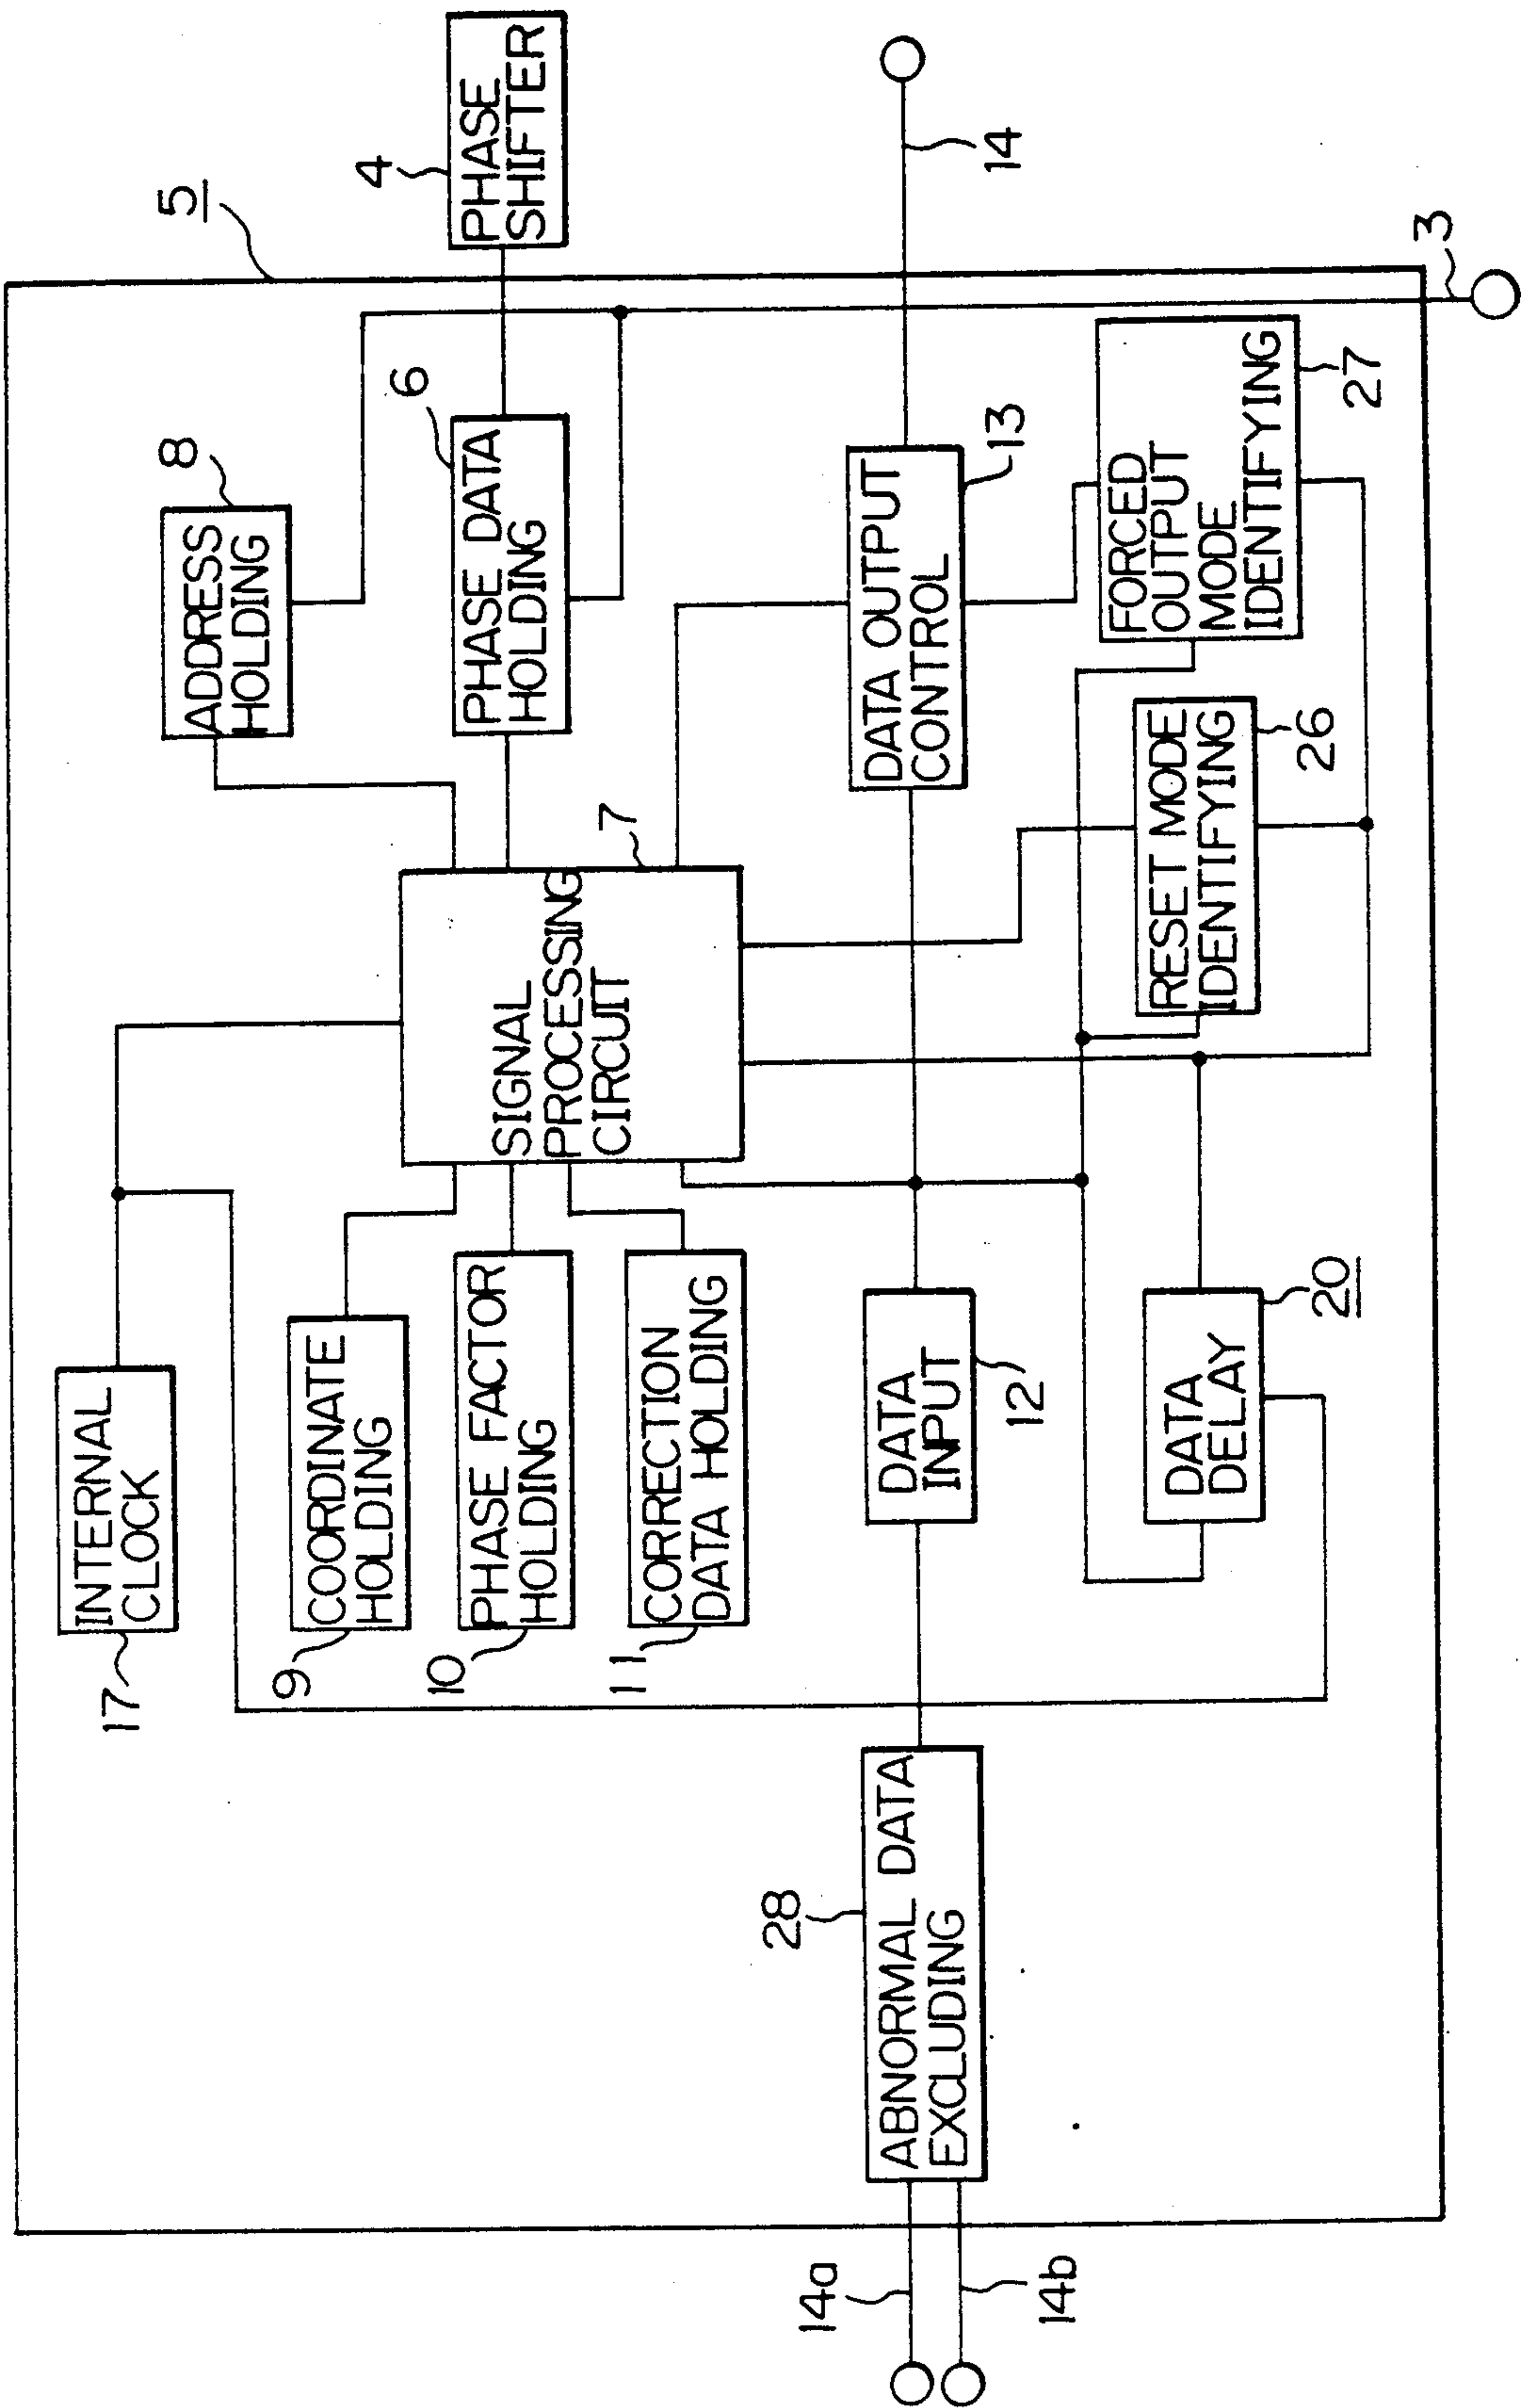 17
INTERNAL
CLOCK
8
ADDRESS
HOLDING
5
4
PHASE
SHIFTER
9
COORDINATE
HOLDING
10
PHASE FACTOR
HOLDING
11
CORRECTION
DATA HOLDING
7
SIGNAL
PROCESSING
CIRCUIT
6
PHASE DATA
HOLDING
14a
14b
28
ABNORMAL DATA
EXCLUDING
12
DATA
INPUT
13
DATA OUTPUT
CONTROL
14
20
DATA
DELAY
26
RESET MODE
IDENTIFYING
27
FORCED
OUTPUT
MODE
IDENTIFYING
3